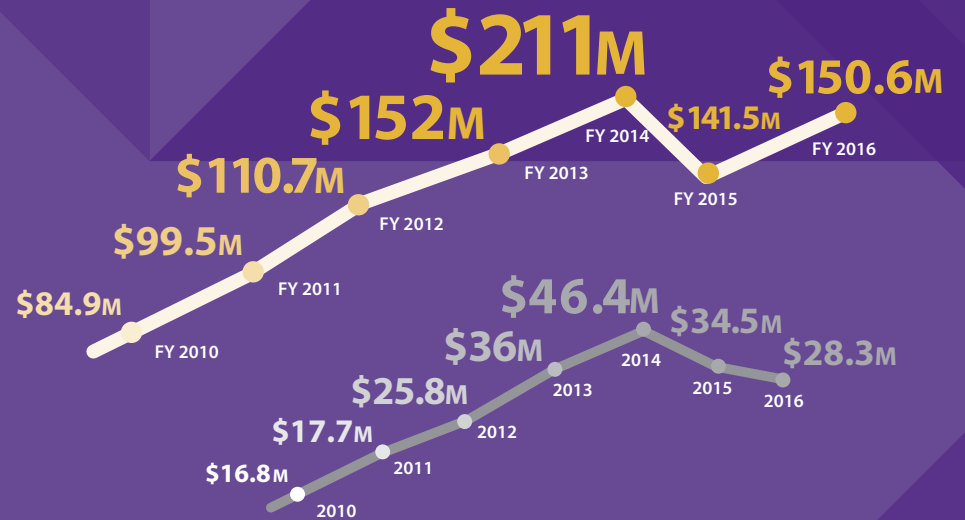 $211M
$150.6M
$152M
$141.5M
FY 2014
FY 2016
$110.7M
FY 2013
FY 2015
$99.5M
FY 2012
$84.9M
FY 2011
FY 2010
$46.4M
$34.5M
$36M
$28.3M
2014
$25.8M
2013
2015
2016
$17.7M
2012
$16.8M
2011
2010